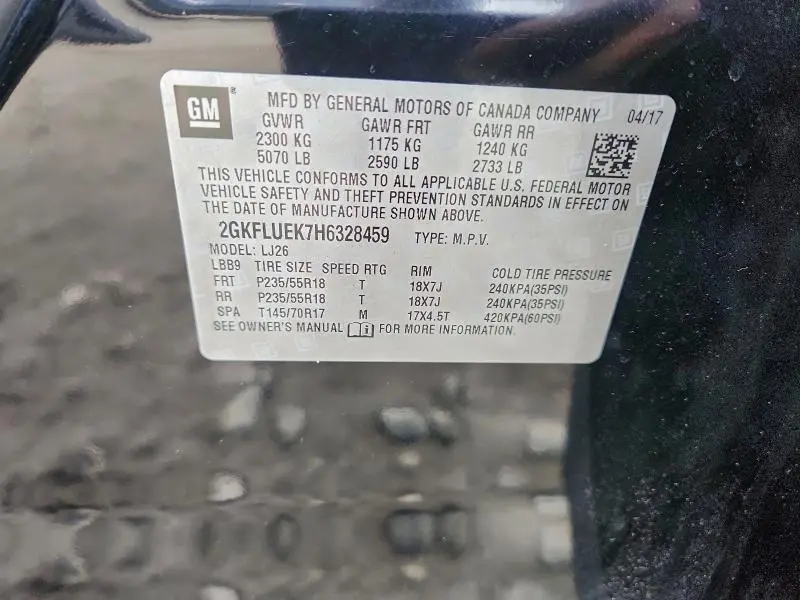 GM ® MFD BY GENERAL MOTORS OF CANADA COMPANY 04/17
GVWR GAWR FRT GAWR RR
2300 KG 1175 KG 1240 KG
5070 LB 2590 LB 2733 LB
THIS VEHICLE CONFORMS TO ALL APPLICABLE U.S. FEDERAL MOTOR
VEHICLE SAFETY AND THEFT PREVENTION STANDARDS IN EFFECT ON
THE DATE OF MANUFACTURE SHOWN ABOVE.
2GKFLUEK7H6328459 TYPE: M.P.V.
MODEL: LJ26
LBB9 TIRE SIZE SPEED RTG RIM COLD TIRE PRESSURE
FRT P235/55R18 T 18X7J 240KPA(35PSI)
RR P235/55R18 T 18X7J 240KPA(35PSI)
SPA T145/70R17 M 17X4.5T 420KPA(60PSI)
SEE OWNER'S MANUAL FOR MORE INFORMATION.